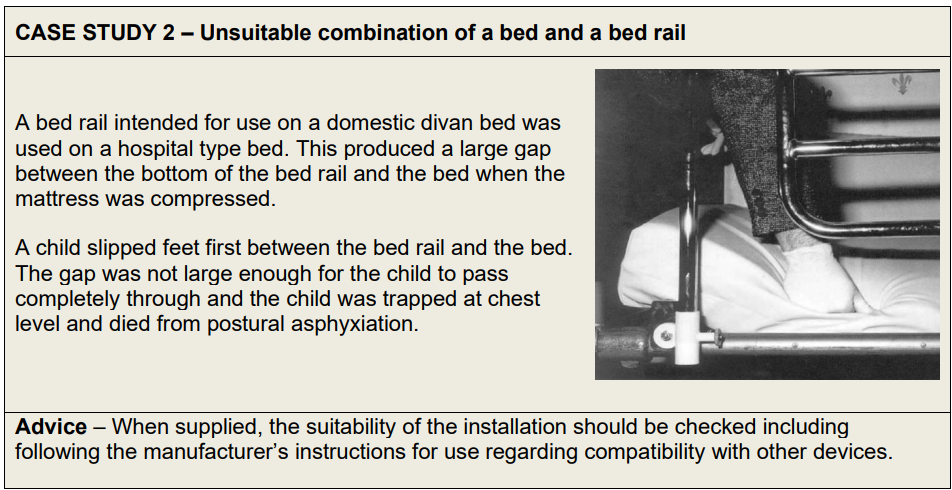 CASE STUDY 2 – Unsuitable combination of a bed and a bed rail
A bed rail intended for use on a domestic divan bed was
used on a hospital type bed. This produced a large gap
between the bottom of the bed rail and the bed when the
mattress was compressed.
A child slipped feet first between the bed rail and the bed.
The gap was not large enough for the child to pass
completely through and the child was trapped at chest
level and died from postural asphyxiation.
Advice – When supplied, the suitability of the installation should be checked including
following the manufacturer’s instructions for use regarding compatibility with other devices.